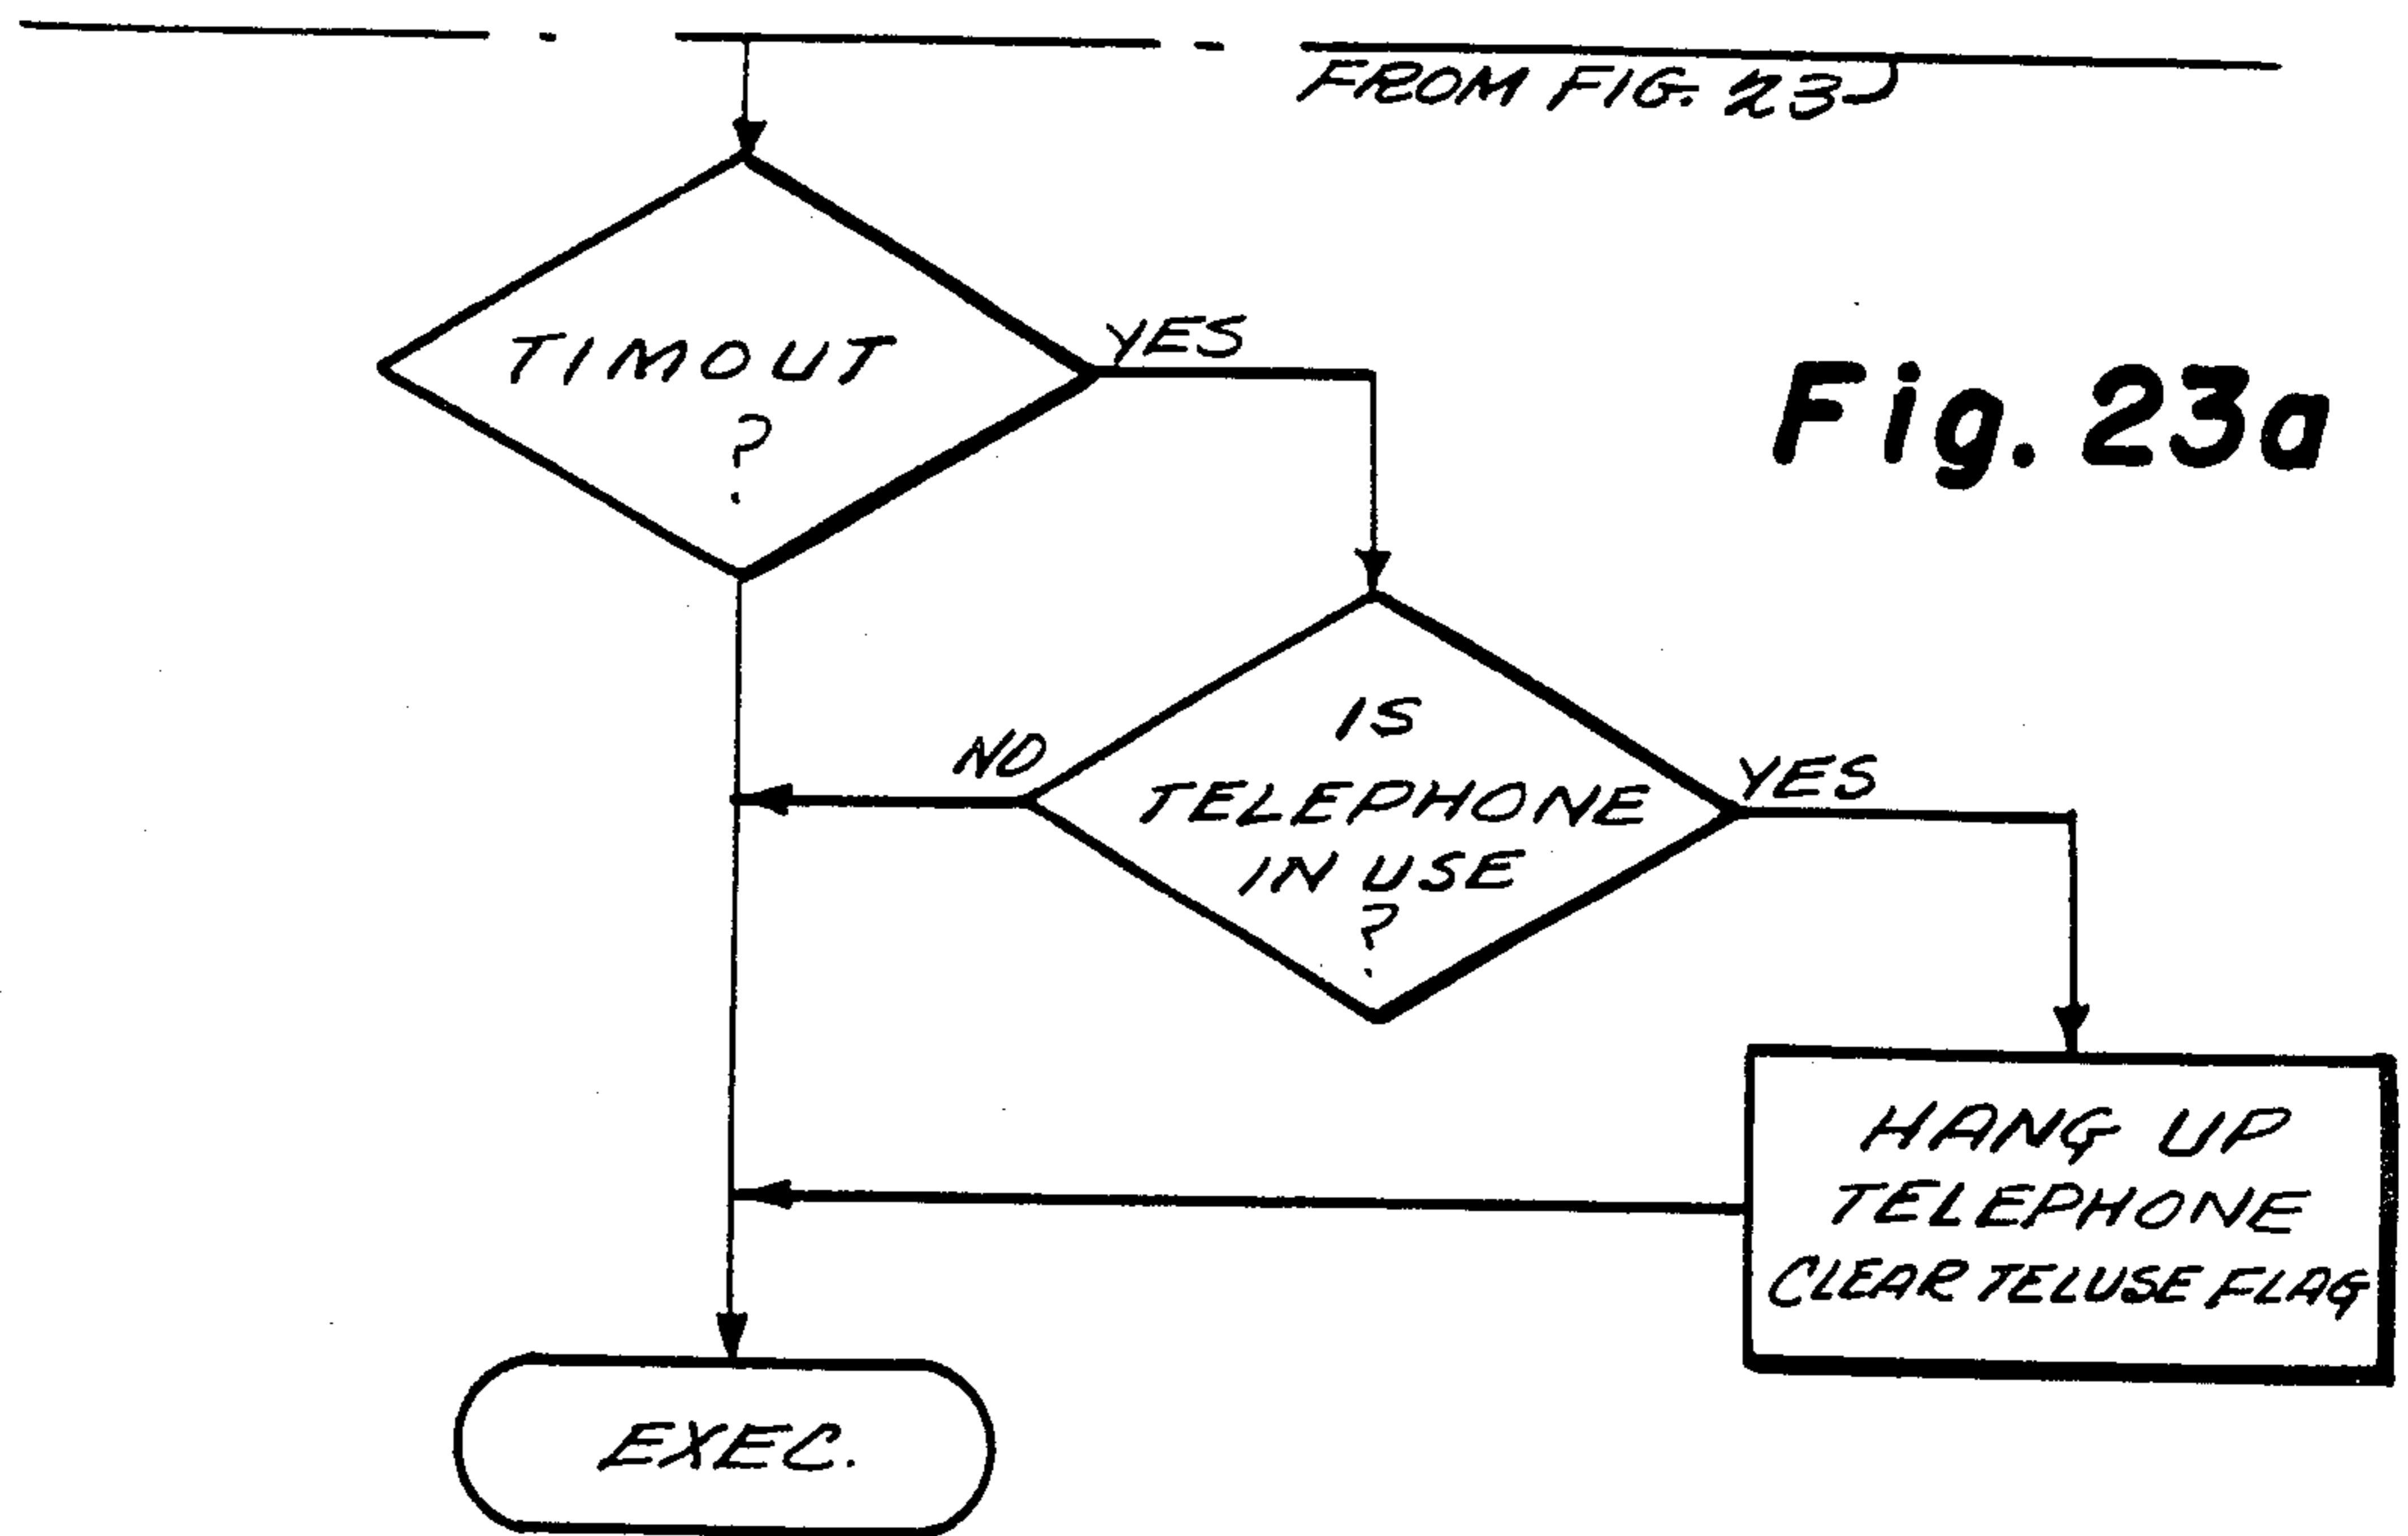 FROM FIG. 23
TIMOUT
?
YES
Fig. 23a
IS
TELEPHONE
IN USE
?
NO
YES
HANG UP
TELEPHONE
CLEAR TELUSE FLAG
EXEC.